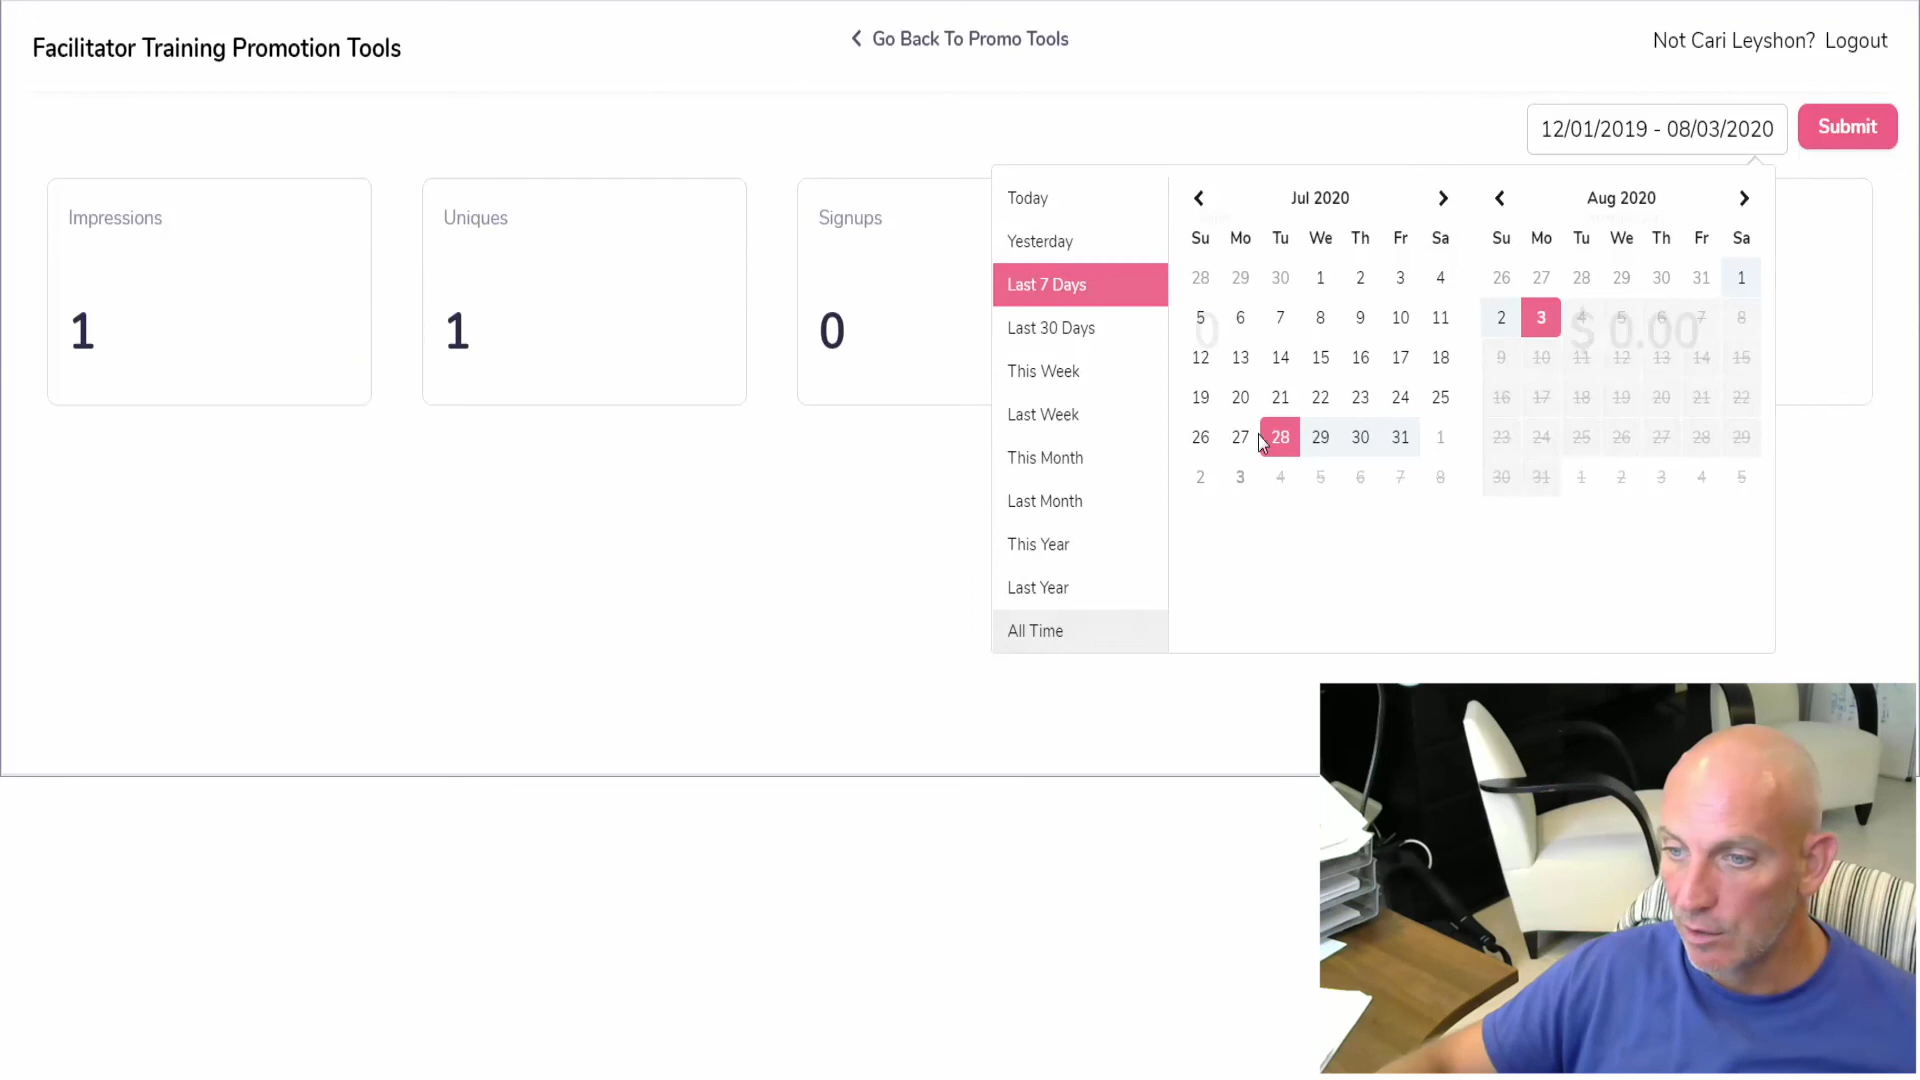 Facilitator Training Promotion Tools
Go Back To Promo Tools
Not Cari Leyshon? Logout
12/01/2019 - 08/03/2020
Submit
Impressions
1
Uniques
1
Signups
0
0
$ 0.00
Today
Yesterday
Last 7 Days
Last 30 Days
This Week
Last Week
This Month
Last Month
This Year
Last Year
All Time
Jul 2020
Su Mo Tu We Th Fr Sa
28 29 30 1 2 3 4
5 6 7 8 9 10 11
12 13 14 15 16 17 18
19 20 21 22 23 24 25
26 27 28 29 30 31 1
2 3 4 5 6 7 8
Aug 2020
Su Mo Tu We Th Fr Sa
26 27 28 29 30 31 1
2 3 4 5 6 7 8
9 10 11 12 13 14 15
16 17 18 19 20 21 22
23 24 25 26 27 28 29
30 31 1 2 3 4 5